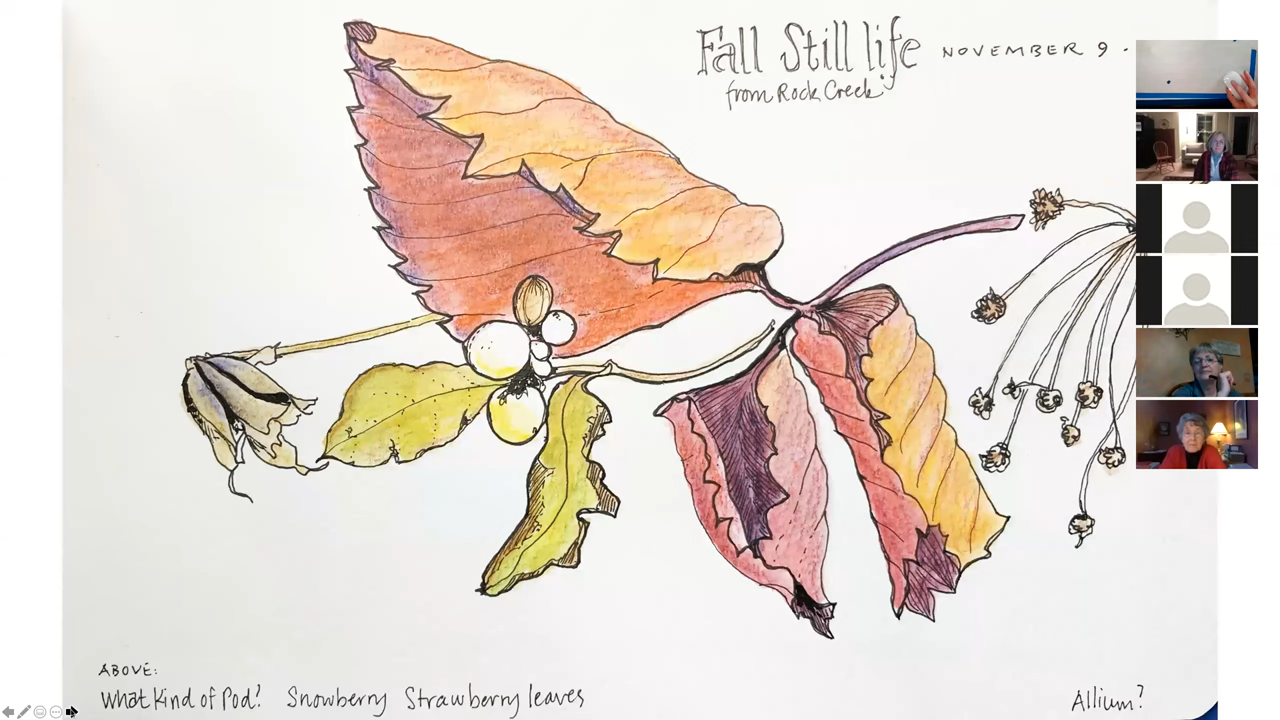 Fall Still life NOVEMBER 9 -
from Rock Creek
ABOVE:
What Kind of Pod? Snowberry Strawberry leaves
Allium?